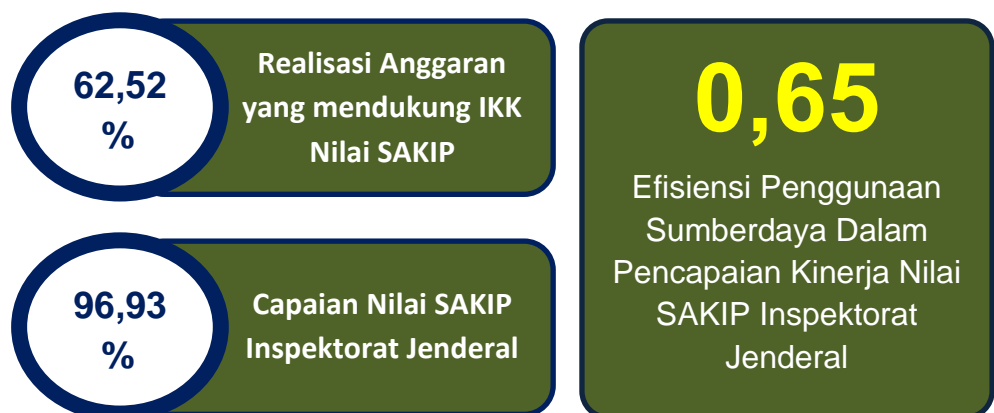 62,52
%
Realisasi Anggaran
yang mendukung IKK
Nilai SAKIP
96,93
%
Capaian Nilai SAKIP
Inspektorat Jenderal
0,65
Efisiensi Penggunaan
Sumberdaya Dalam
Pencapaian Kinerja Nilai
SAKIP Inspektorat
Jenderal